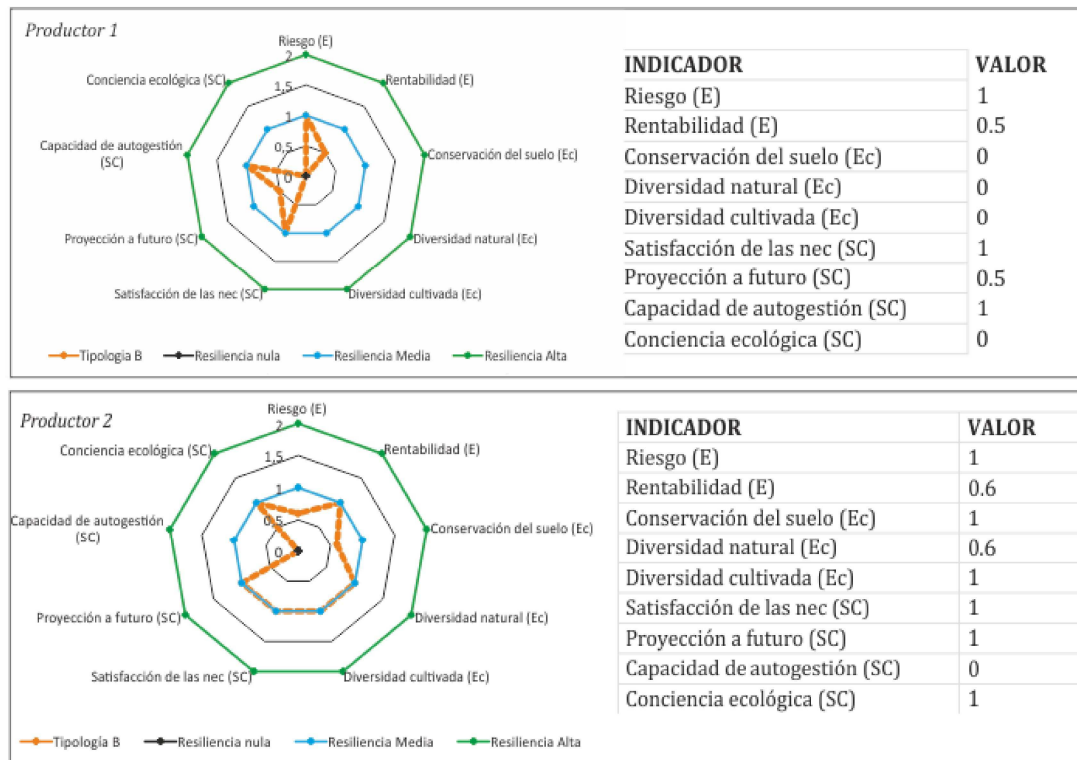 Productor 1
Riesgo (E)
Rentabilidad (E)
Conservación del suelo (Ec)
Diversidad natural (Ec)
Diversidad cultivada (Ec)
Satisfacción de las nec (SC)
Proyección a futuro (SC)
Capacidad de autogestión
(SC)
Conciencia ecológica (SC)
2
1,5
1
0,5
0
Tipologia B
Resiliencia nula
Resiliencia Media
Resiliencia Alta
INDICADOR VALOR
Riesgo (E) 1
Rentabilidad (E) 0.5
Conservación del suelo (Ec) 0
Diversidad natural (Ec) 0
Diversidad cultivada (Ec) 0
Satisfacción de las nec (SC) 1
Proyección a futuro (SC) 0.5
Capacidad de autogestión (SC) 1
Conciencia ecológica (SC) 0
Productor 2
Riesgo (E)
Rentabilidad (E)
Conservación del suelo (Ec)
Diversidad natural (Ec)
Diversidad cultivada (Ec)
Satisfacción de las nec (SC)
Proyección a futuro (SC)
Capacidad de autogestión
(SC)
Conciencia ecológica (SC)
2
1,5
1
0,5
0
Tipología B
Resiliencia nula
Resiliencia Media
Resiliencia Alta
INDICADOR VALOR
Riesgo (E) 1
Rentabilidad (E) 0.6
Conservación del suelo (Ec) 1
Diversidad natural (Ec) 0.6
Diversidad cultivada (Ec) 1
Satisfacción de las nec (SC) 1
Proyección a futuro (SC) 1
Capacidad de autogestión (SC) 0
Conciencia ecológica (SC) 1